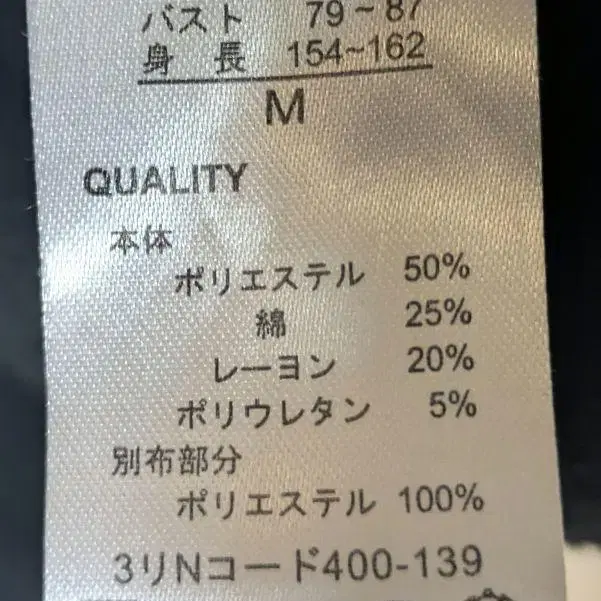 バスト 79～87
身 長 154~162
M
QUALITY
本体
ポリエステル 50%
綿 25%
レーヨン 20%
ポリウレタン 5%
別布部分
ポリエステル 100%
3リNコード400-139